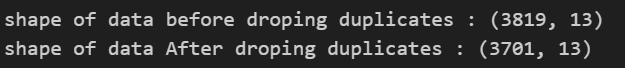 shape of data before droping duplicates : (3819, 13)
shape of data After droping duplicates : (3701, 13)